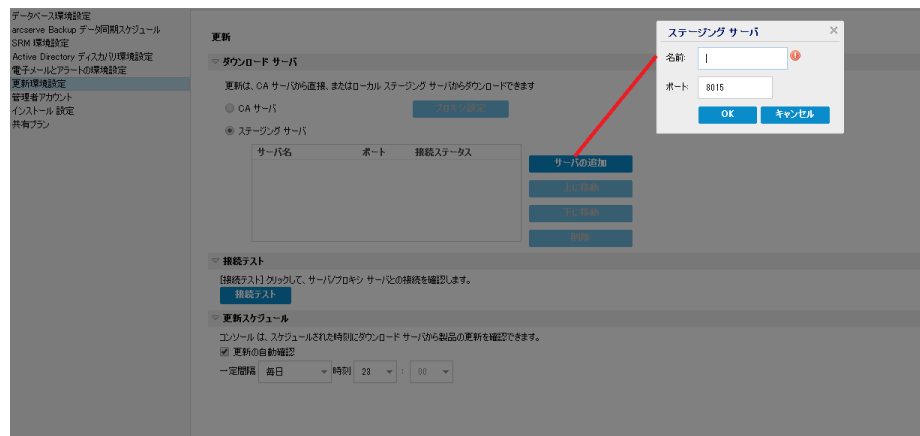 データベース環境設定
arcserve Backup データ同期スケジュール
SRM 環境設定
Active Directory ディスカバリ環境設定
電子メールとアラートの環境設定
更新環境設定
管理者アカウント
インストール 設定
共有プラン
更新
ダウンロード サーバ
更新は、CA サーバから直接、またはローカル ステージング サーバからダウンロードできます
CA サーバ
プロキシ設定
ステージング サーバ
サーバ名 ポート 接続ステータス
サーバの追加
上に移動
下に移動
削除
接続テスト
[接続テスト] クリックして、サーバ/プロキシ サーバとの接続を確認します。
接続テスト
更新スケジュール
コンソール は、スケジュールされた時刻にダウンロード サーバから製品の更新を確認できます。
更新の自動確認
一定間隔 毎日 時刻 23 : 00
ステージング サーバ
名前:
ポート: 8015
OK キャンセル